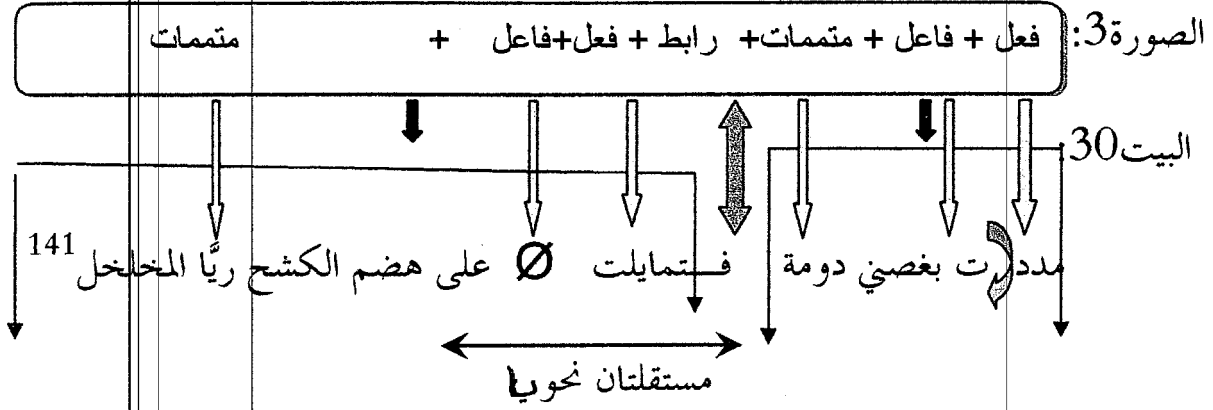 الصورة3: فعل + فاعل + متممات+ رابط + فعل+فاعل + متممات
البيت30:
مددت بغصني دومة فـتمايلت Ø على هضم الكشح ريَّا المخلخل 141
مستقلتان نحويا